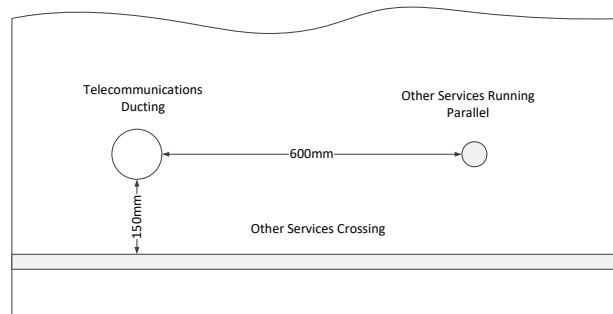 Telecommunications
Ducting
Other Services Running
Parallel
600mm
150mm
Other Services Crossing